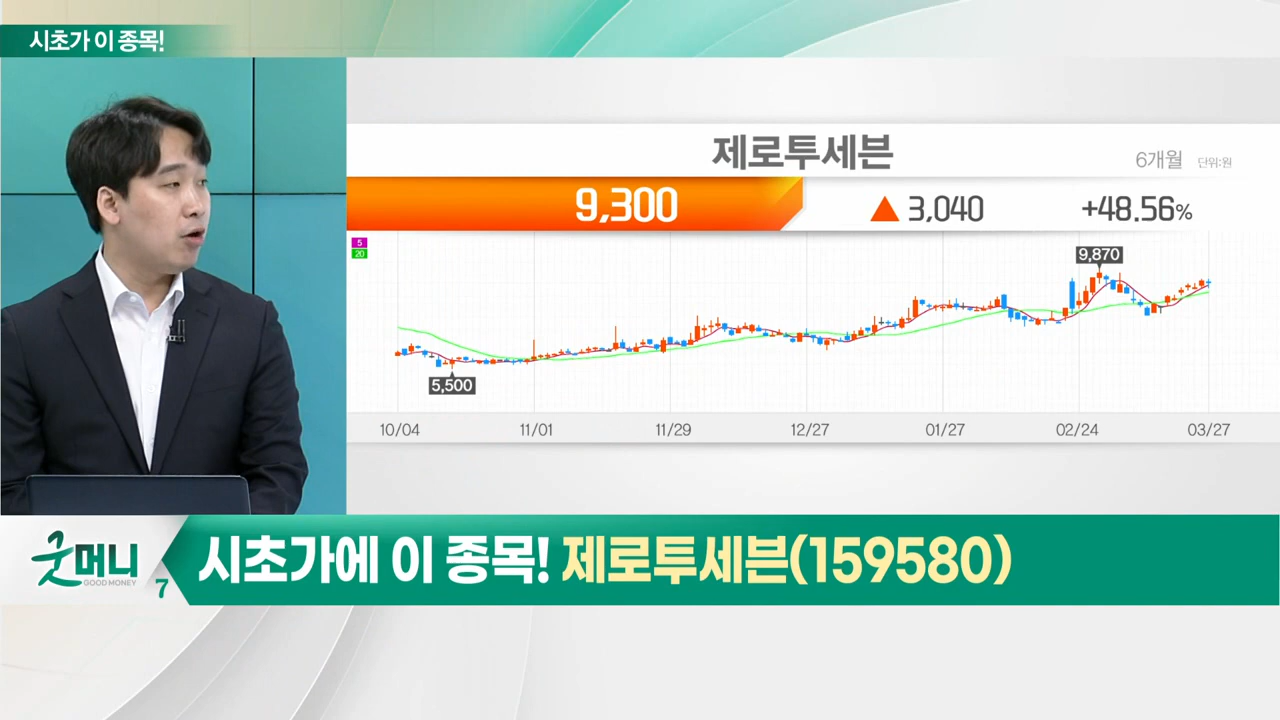 시초가 이 종목!
제로투세븐
6개월 단위:원
9,300 ▲ 3,040 +48.56%
5
20
9,870
5,500
10/04 11/01 11/29 12/27 01/27 02/24 03/27
굿머니
GOOD MONEY
7
시초가에 이 종목! 제로투세븐(159580)